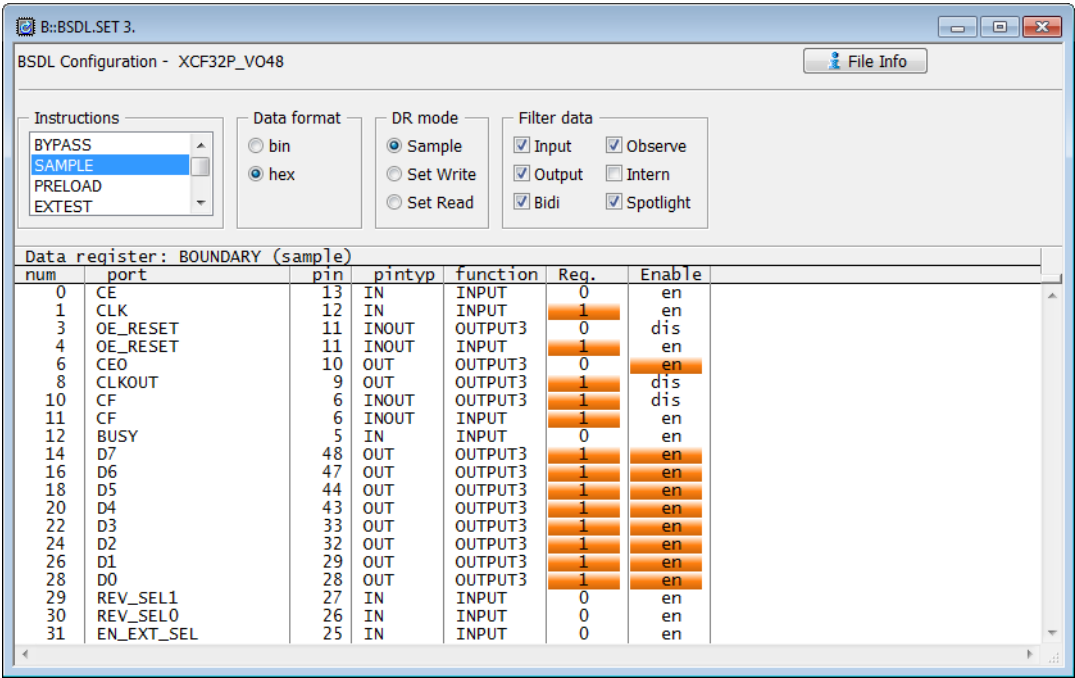 B::BSDL.SET 3.
BSDL Configuration - XCF32P_VO48
File Info
Instructions
BYPASS
SAMPLE
PRELOAD
EXTEST
Data format
bin
hex
DR mode
Sample
Set Write
Set Read
Filter data
Input Observe
Output Intern
Bidi Spotlight
Data register: BOUNDARY (sample)
num port pin pintyp function Reg. Enable
0 CE 13 IN INPUT 0 en
1 CLK 12 IN INPUT 1 en
3 OE_RESET 11 INOUT OUTPUT3 0 dis
4 OE_RESET 11 INOUT INPUT 1 en
6 CEO 10 OUT OUTPUT3 0 en
8 CLKOUT 9 OUT OUTPUT3 1 dis
10 CF 6 INOUT OUTPUT3 1 dis
11 CF 6 INOUT INPUT 1 en
12 BUSY 5 IN INPUT 0 en
14 D7 48 OUT OUTPUT3 1 en
16 D6 47 OUT OUTPUT3 1 en
18 D5 44 OUT OUTPUT3 1 en
20 D4 43 OUT OUTPUT3 1 en
22 D3 33 OUT OUTPUT3 1 en
24 D2 32 OUT OUTPUT3 1 en
26 D1 29 OUT OUTPUT3 1 en
28 D0 28 OUT OUTPUT3 1 en
29 REV_SEL1 27 IN INPUT 0 en
30 REV_SEL0 26 IN INPUT 0 en
31 EN_EXT_SEL 25 IN INPUT 0 en